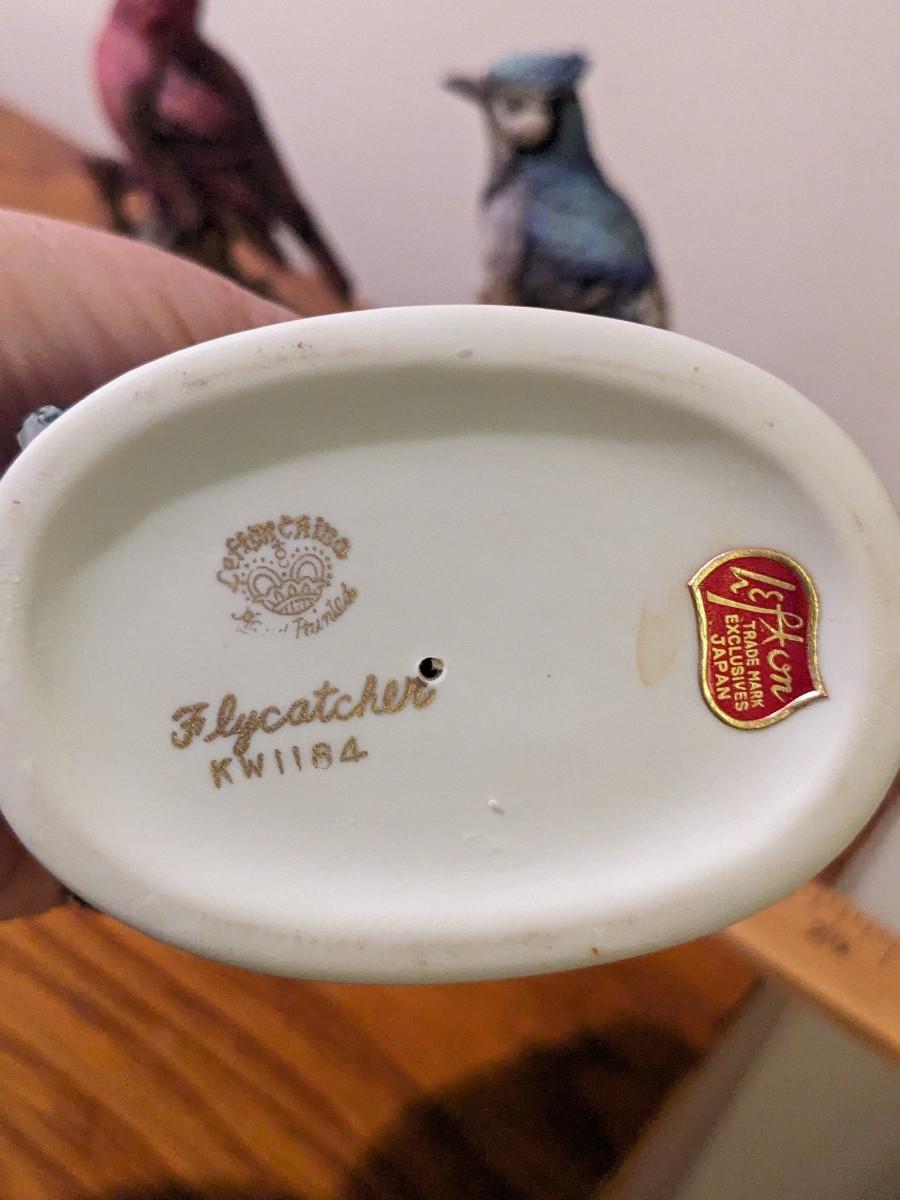 Lefton China
Hand Painted
Flycatcher
KW1184
Lefton
TRADE MARK
EXCLUSIVES
JAPAN